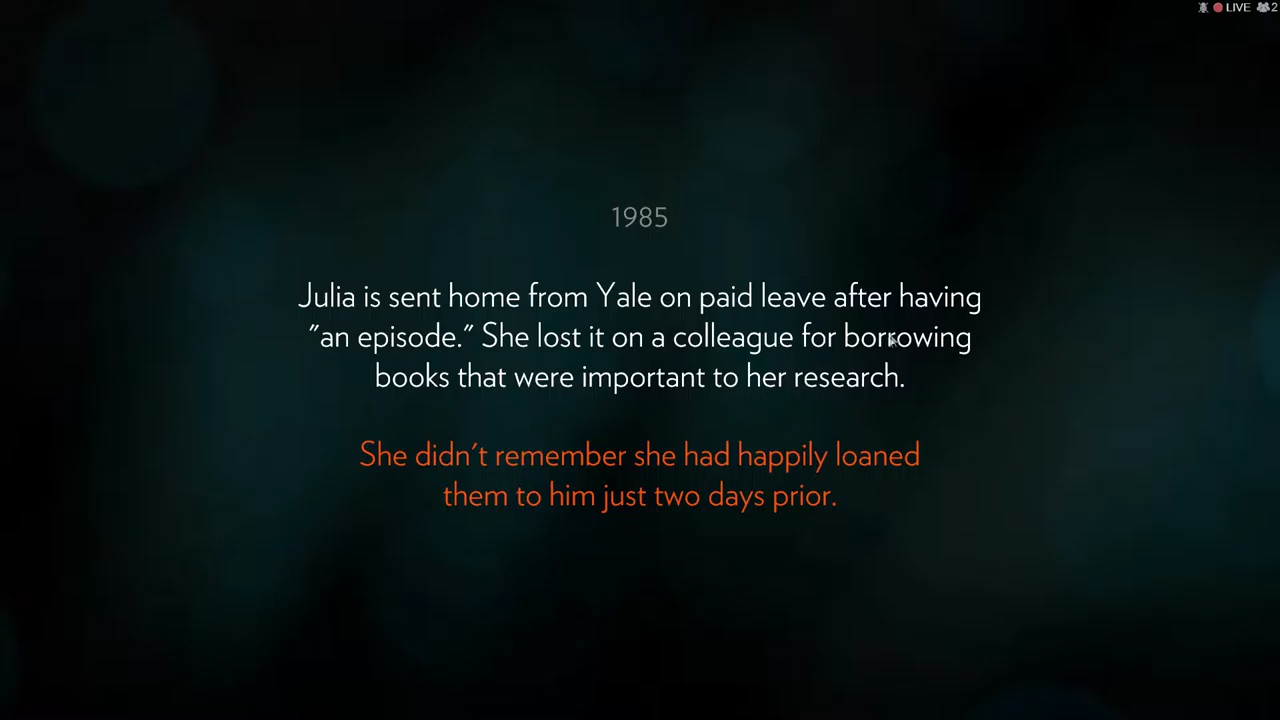 LIVE 2
1985
Julia is sent home from Yale on paid leave after having
"an episode." She lost it on a colleague for borrowing
books that were important to her research.
She didn't remember she had happily loaned
them to him just two days prior.